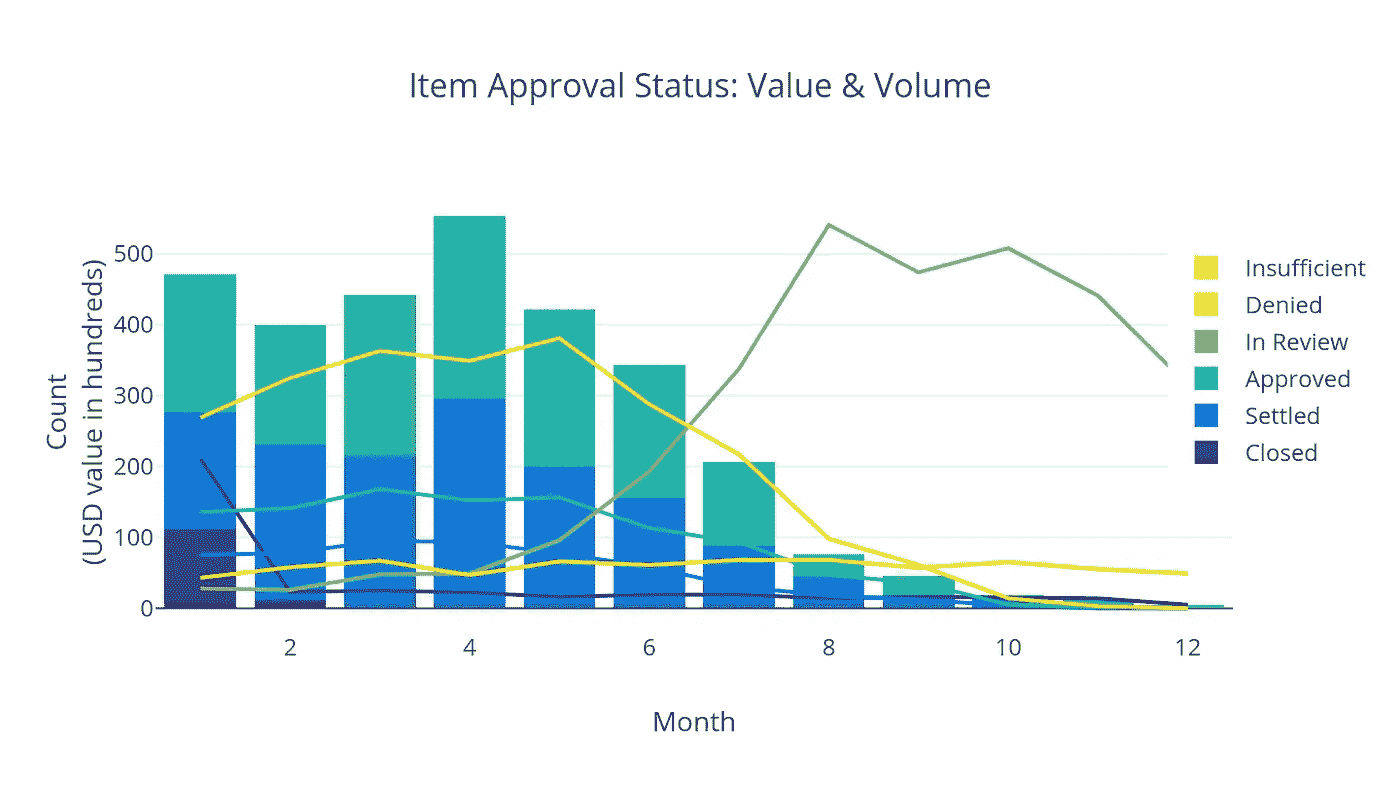 Item Approval Status: Value & Volume
Count
(USD value in hundreds)
500
400
300
200
100
0
2
4
6
8
10
12
Month
Insufficient
Denied
In Review
Approved
Settled
Closed